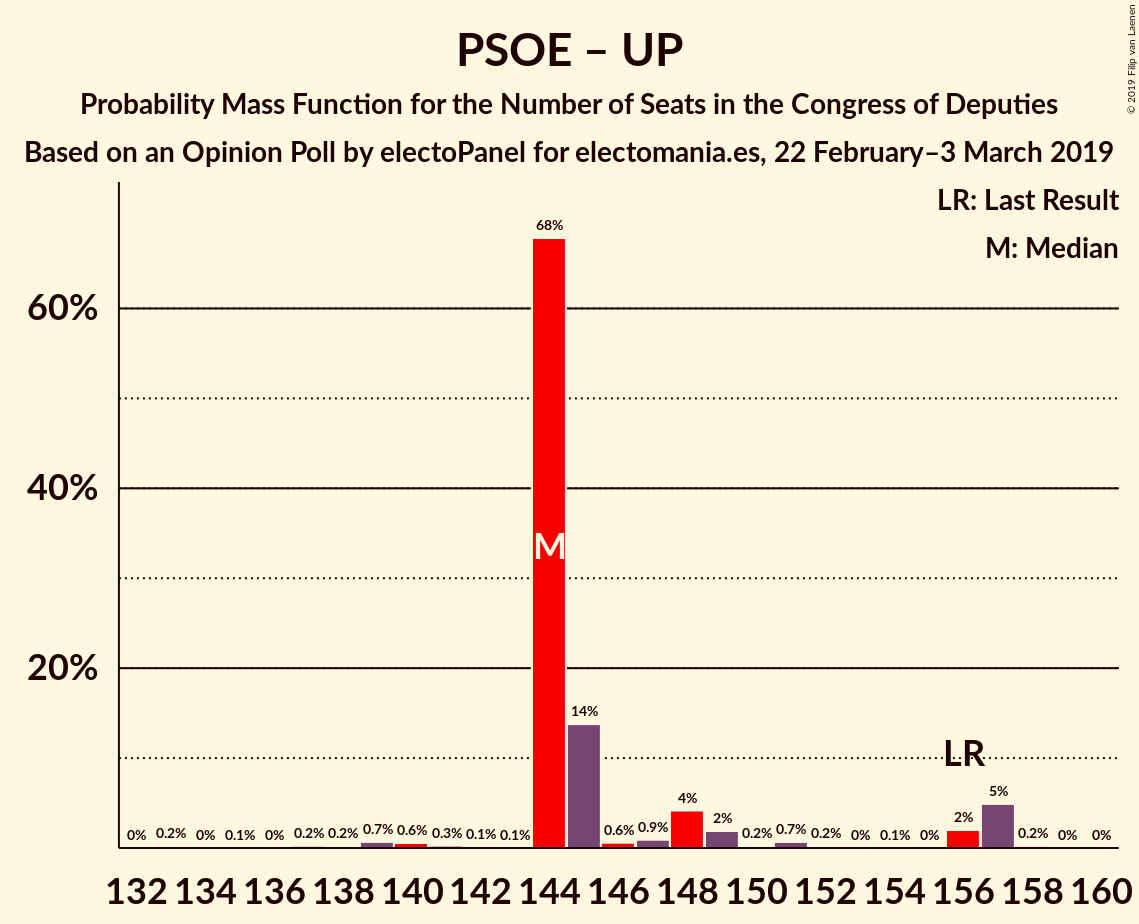 PSOE – UP
Probability Mass Function for the Number of Seats in the Congress of Deputies
Based on an Opinion Poll by electoPanel for electomania.es, 22 February–3 March 2019
© 2019 Filip van Laenen
LR: Last Result
M: Median
60%
40%
20%
0% 0.2% 0% 0.1% 0% 0.2% 0.2% 0.7% 0.6% 0.3% 0.1% 0.1% 68% 14% 0.6% 0.9% 4% 2% 0.2% 0.7% 0.2% 0% 0.1% 0% 2% 5% 0.2% 0% 0%
M
LR
132 134 136 138 140 142 144 146 148 150 152 154 156 158 160